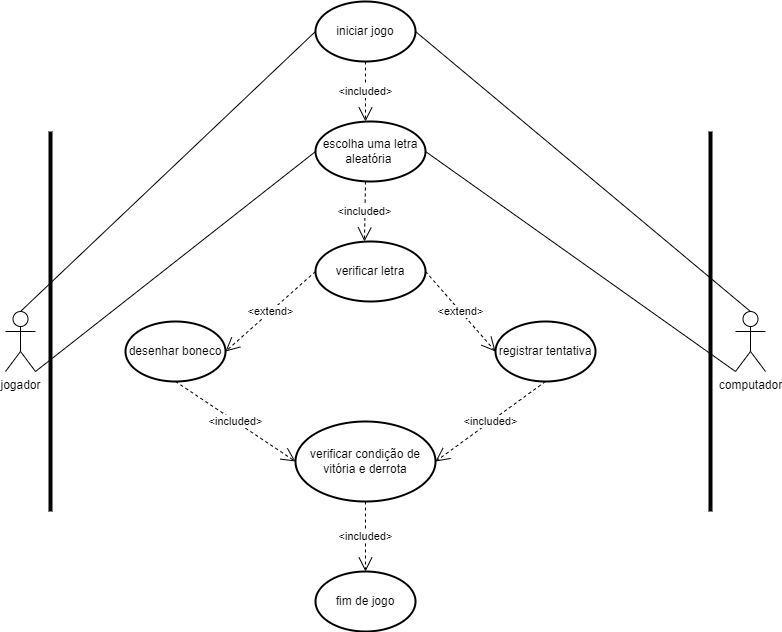 iniciar jogo
<included>
escolha uma letra
aleatória
<included>
verificar letra
<extend>
<extend>
desenhar boneco
registrar tentativa
jogador
computador
<included>
<included>
verificar condição de
vitória e derrota
<included>
fim de jogo